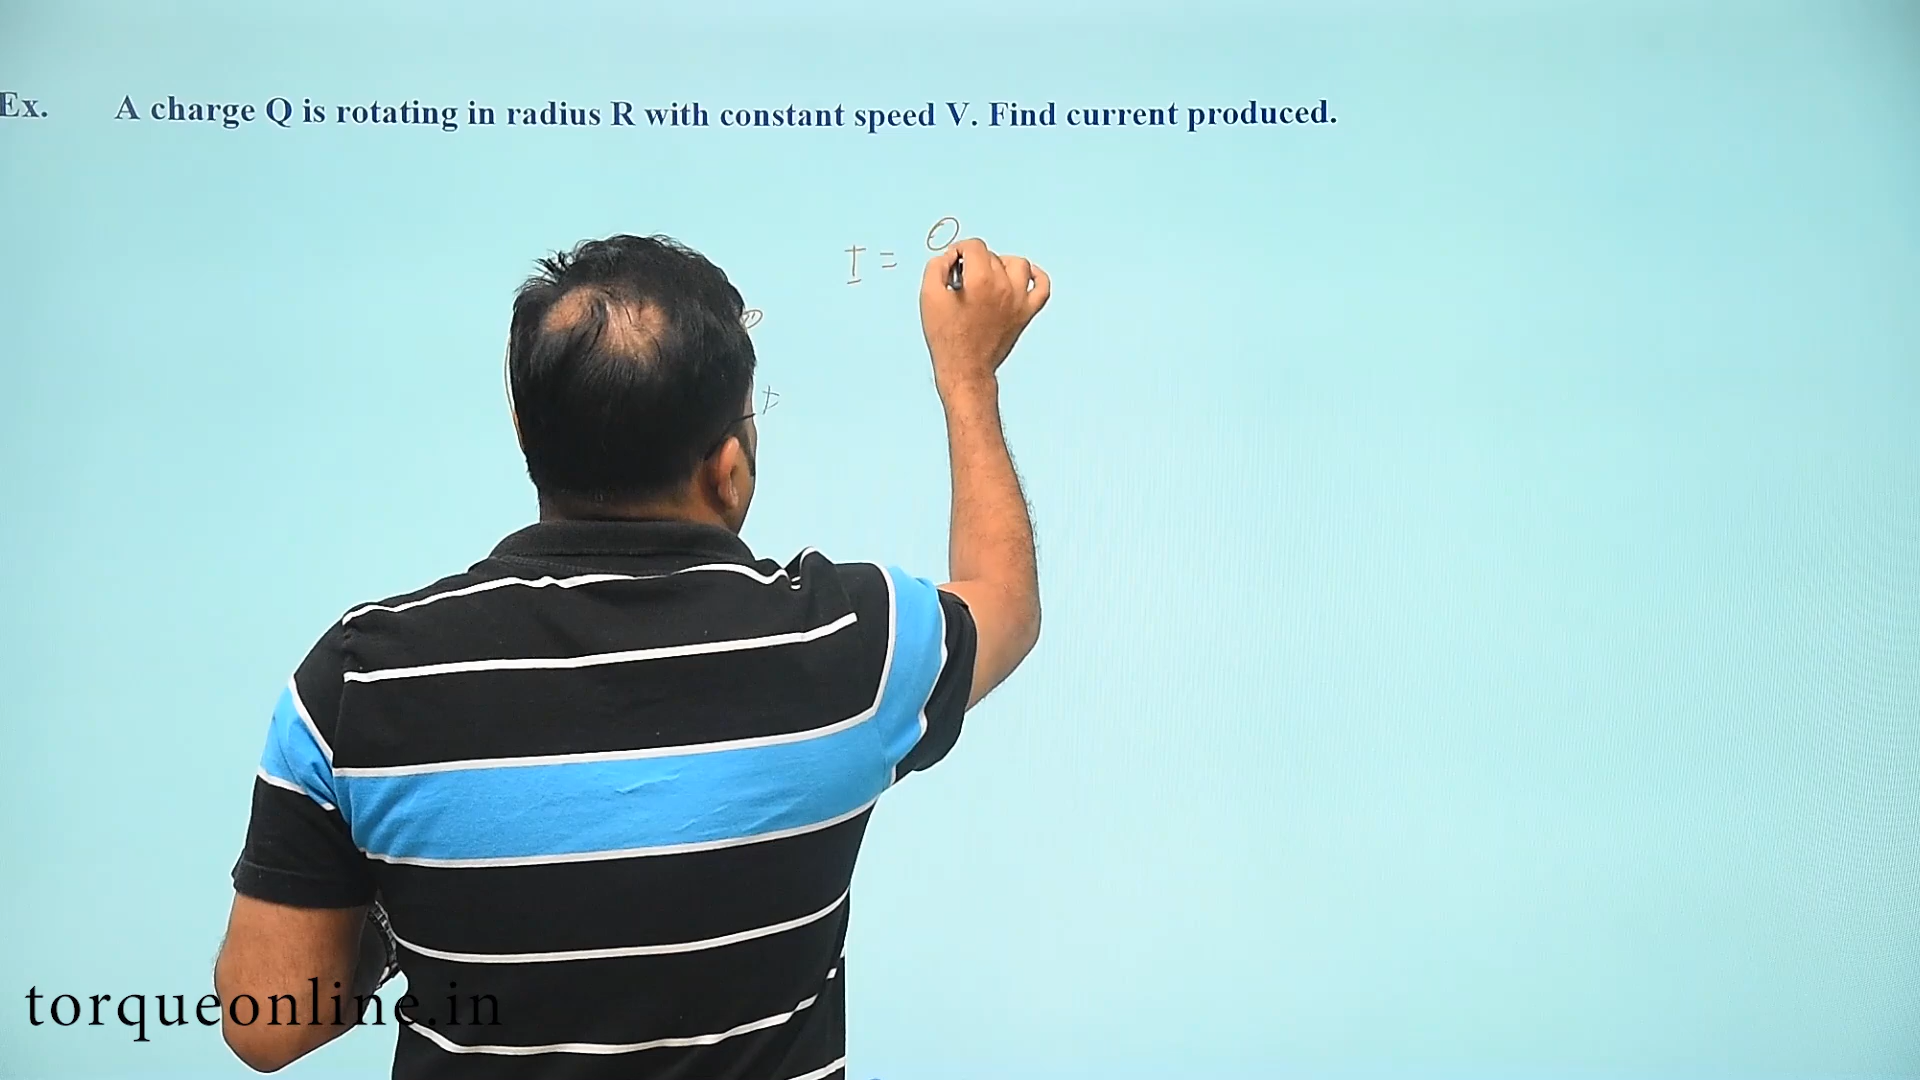 Ex. A charge Q is rotating in radius R with constant speed V. Find current produced.
I =
I
torqueonline.in